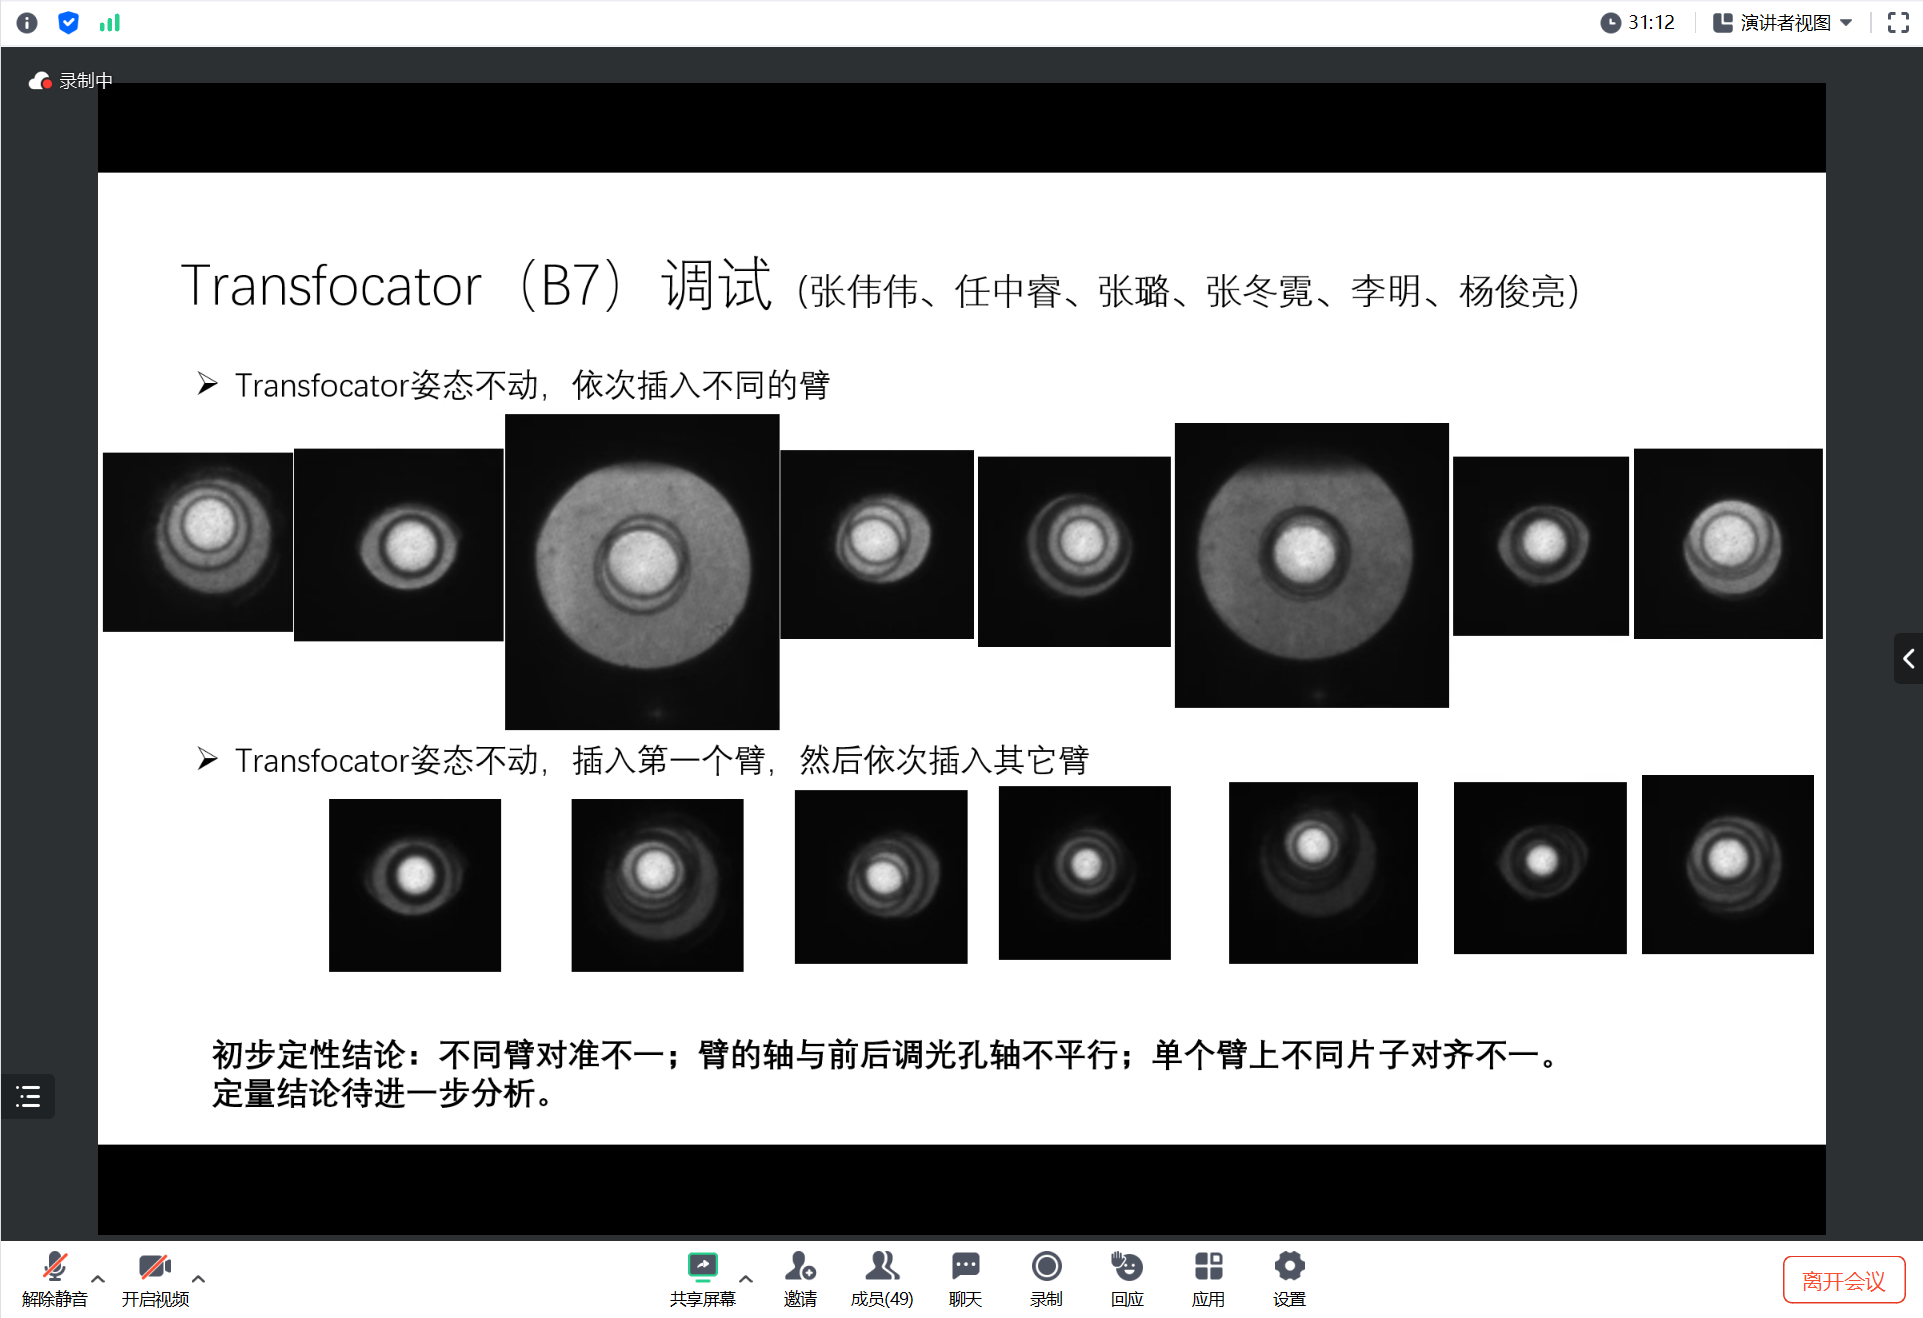 31:12
演讲者视图
录制中
Transfocator（B7）调试（张伟伟、任中睿、张璐、张冬霓、李明、杨俊亮）
Transfocator姿态不动，依次插入不同的臂
Transfocator姿态不动，插入第一个臂，然后依次插入其它臂
初步定性结论：不同臂对准不一；臂的轴与前后调光孔轴不平行；单个臂上不同片子对齐不一。
定量结论待进一步分析。
解除静音
开启视频
共享屏幕
邀请
成员(49)
聊天
录制
回应
应用
设置
离开会议